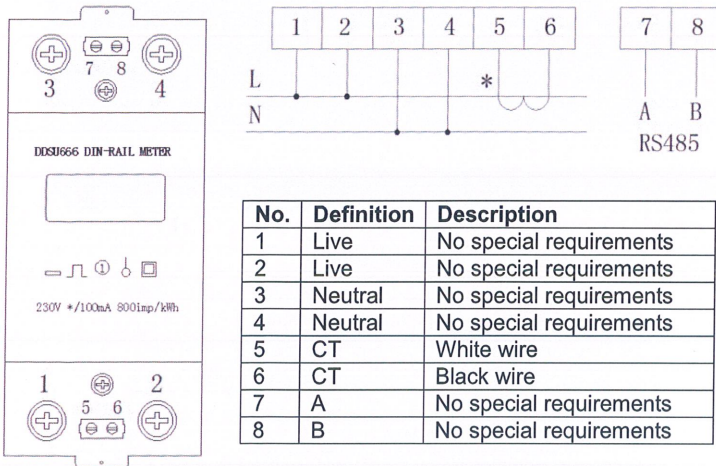 7 8
3 4
DDSU666 DIN-RAIL METER
1
230V */100mA 800imp/kWh
1 2
5 6
1 2 3 4 5 6 7 8
L
*
N
A B
RS485
No. Definition Description
1 Live No special requirements
2 Live No special requirements
3 Neutral No special requirements
4 Neutral No special requirements
5 CT White wire
6 CT Black wire
7 A No special requirements
8 B No special requirements